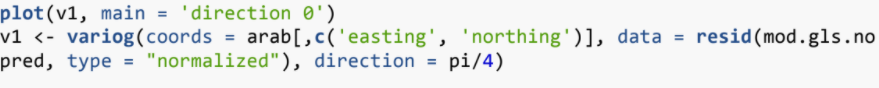 plot(v1, main = 'direction 0')
v1 <- variog(coords = arab[,c('easting', 'northing')], data = resid(mod.gls.no
pred, type = "normalized"), direction = pi/4)